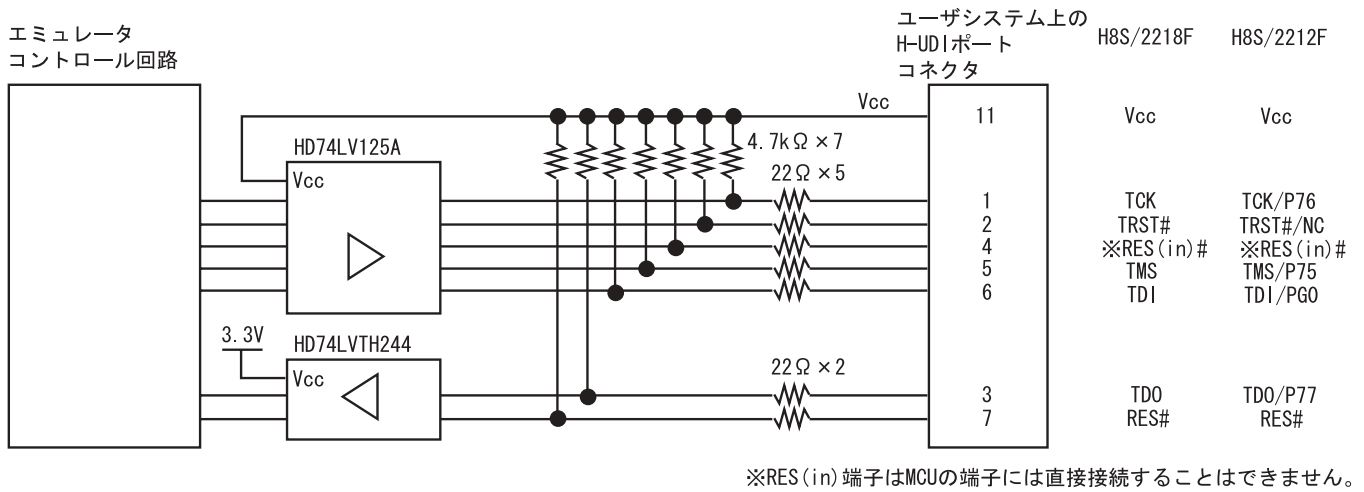 エミュレータ
コントロール回路
ユーザシステム上の
H-UDIポート
コネクタ
H8S/2218F H8S/2212F
Vcc 11 Vcc Vcc
HD74LV125A
4.7kΩ×7
Vcc
22Ω×5
1 TCK TCK/P76
2 TRST# TRST#/NC
4 ※RES(in)# ※RES(in)#
5 TMS TMS/P75
6 TDI TDI/PG0
3.3V
HD74LVTH244
Vcc
22Ω×2
3 TDO TDO/P77
7 RES# RES#
※RES(in)端子はMCUの端子には直接接続することはできません。